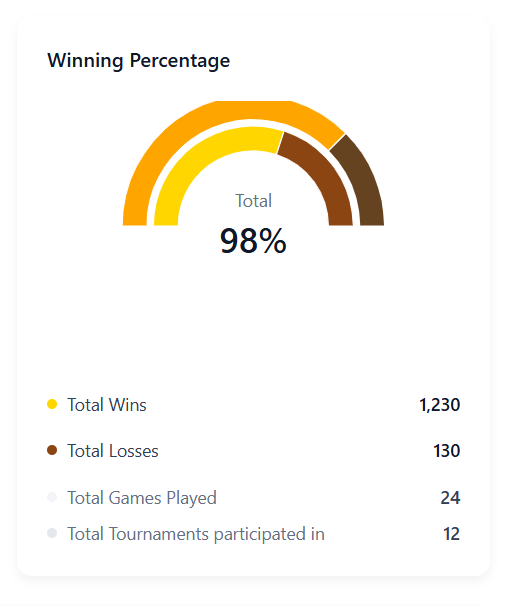 Winning Percentage
Total
98%
Total Wins 1,230
Total Losses 130
Total Games Played 24
Total Tournaments participated in 12